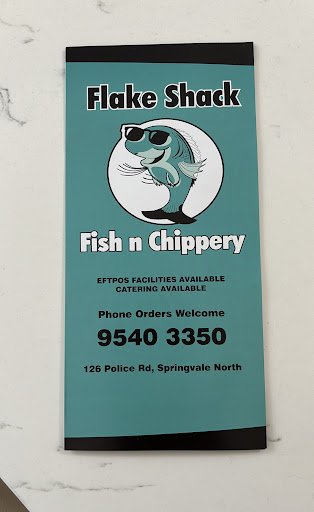 Flake Shack
Fish n Chippery
EFTPOS FACILITIES AVAILABLE
CATERING AVAILABLE
Phone Orders Welcome
9540 3350
126 Police Rd, Springvale North